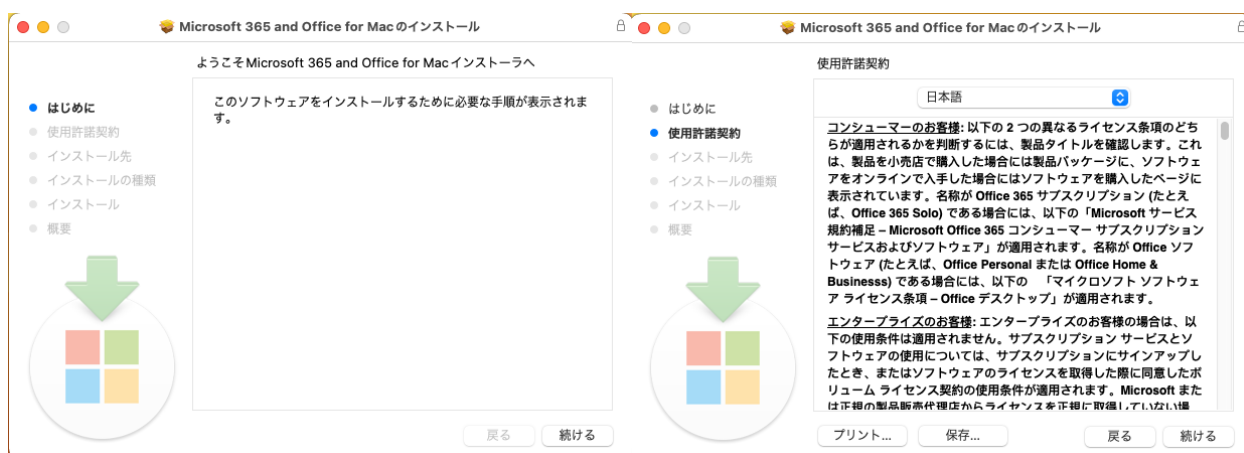 Microsoft 365 and Office for Macのインストール
ようこそMicrosoft 365 and Office for Macインストーラへ
はじめに
使用許諾契約
インストール先
インストールの種類
インストール
概要
このソフトウェアをインストールするために必要な手順が表示されま
す。
戻る
続ける
Microsoft 365 and Office for Macのインストール
使用許諾契約
はじめに
使用許諾契約
インストール先
インストールの種類
インストール
概要
日本語
コンシューマーのお客様: 以下の 2 つの異なるライセンス条項のどち
らが適用されるかを判断するには、製品タイトルを確認します。これ
は、製品を小売店で購入した場合には製品パッケージに、ソフトウェ
アをオンラインで入手した場合にはソフトウェアを購入したページに
表示されています。名称が Office 365 サブスクリプション (たとえ
ば、Office 365 Solo) である場合には、以下の「Microsoft サービス
規約補足 – Microsoft Office 365 コンシューマー サブスクリプション
サービスおよびソフトウェア」が適用されます。名称が Office ソフ
トウェア (たとえば、Office Personal または Office Home &
Businesss) である場合には、以下の　「マイクロソフト ソフトウェ
ア ライセンス条項 – Office デスクトップ」が適用されます。
エンタープライズのお客様: エンタープライズのお客様の場合は、以
下の使用条件は適用されません。サブスクリプション サービスとソ
フトウェアの使用については、サブスクリプションにサインアップし
たとき、またはソフトウェアのライセンスを取得した際に同意したボ
リューム ライセンス契約の使用条件が適用されます。Microsoft また
は正規の製品販売代理店からライセンスを正規に取得していない場
プリント...
保存...
戻る
続ける